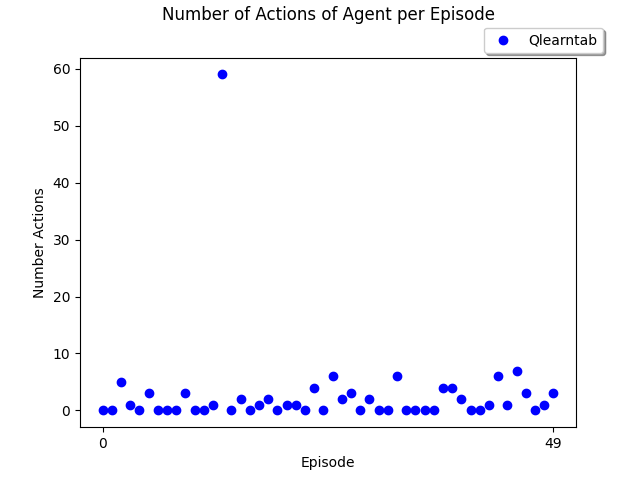 Number of Actions of Agent per Episode
Qlearntab
60
50
40
30
20
10
0
Number Actions
0 49
Episode